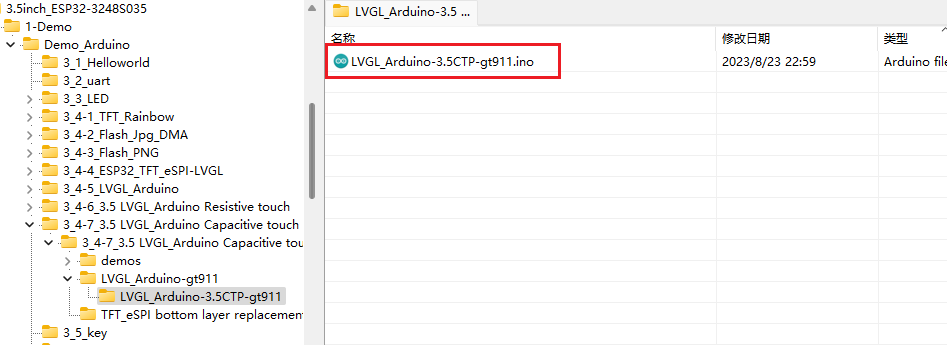 3.5inch_ESP32-3248S035
1-Demo
Demo_Arduino
3_1_Helloworld
3_2_uart
3_3_LED
3_4-1_TFT_Rainbow
3_4-2_Flash_Jpg_DMA
3_4-3_Flash_PNG
3_4-4_ESP32_TFT_eSPI-LVGL
3_4-5_LVGL_Arduino
3_4-6_3.5 LVGL_Arduino Resistive touch
3_4-7_3.5 LVGL_Arduino Capacitive touch
3_4-7_3.5 LVGL_Arduino Capacitive tou
demos
LVGL_Arduino-gt911
LVGL_Arduino-3.5CTP-gt911
TFT_eSPI bottom layer replacemen
3_5_key
LVGL_Arduino-3.5 ...
名称 修改日期 类型
LVGL_Arduino-3.5CTP-gt911.ino 2023/8/23 22:59 Arduino file